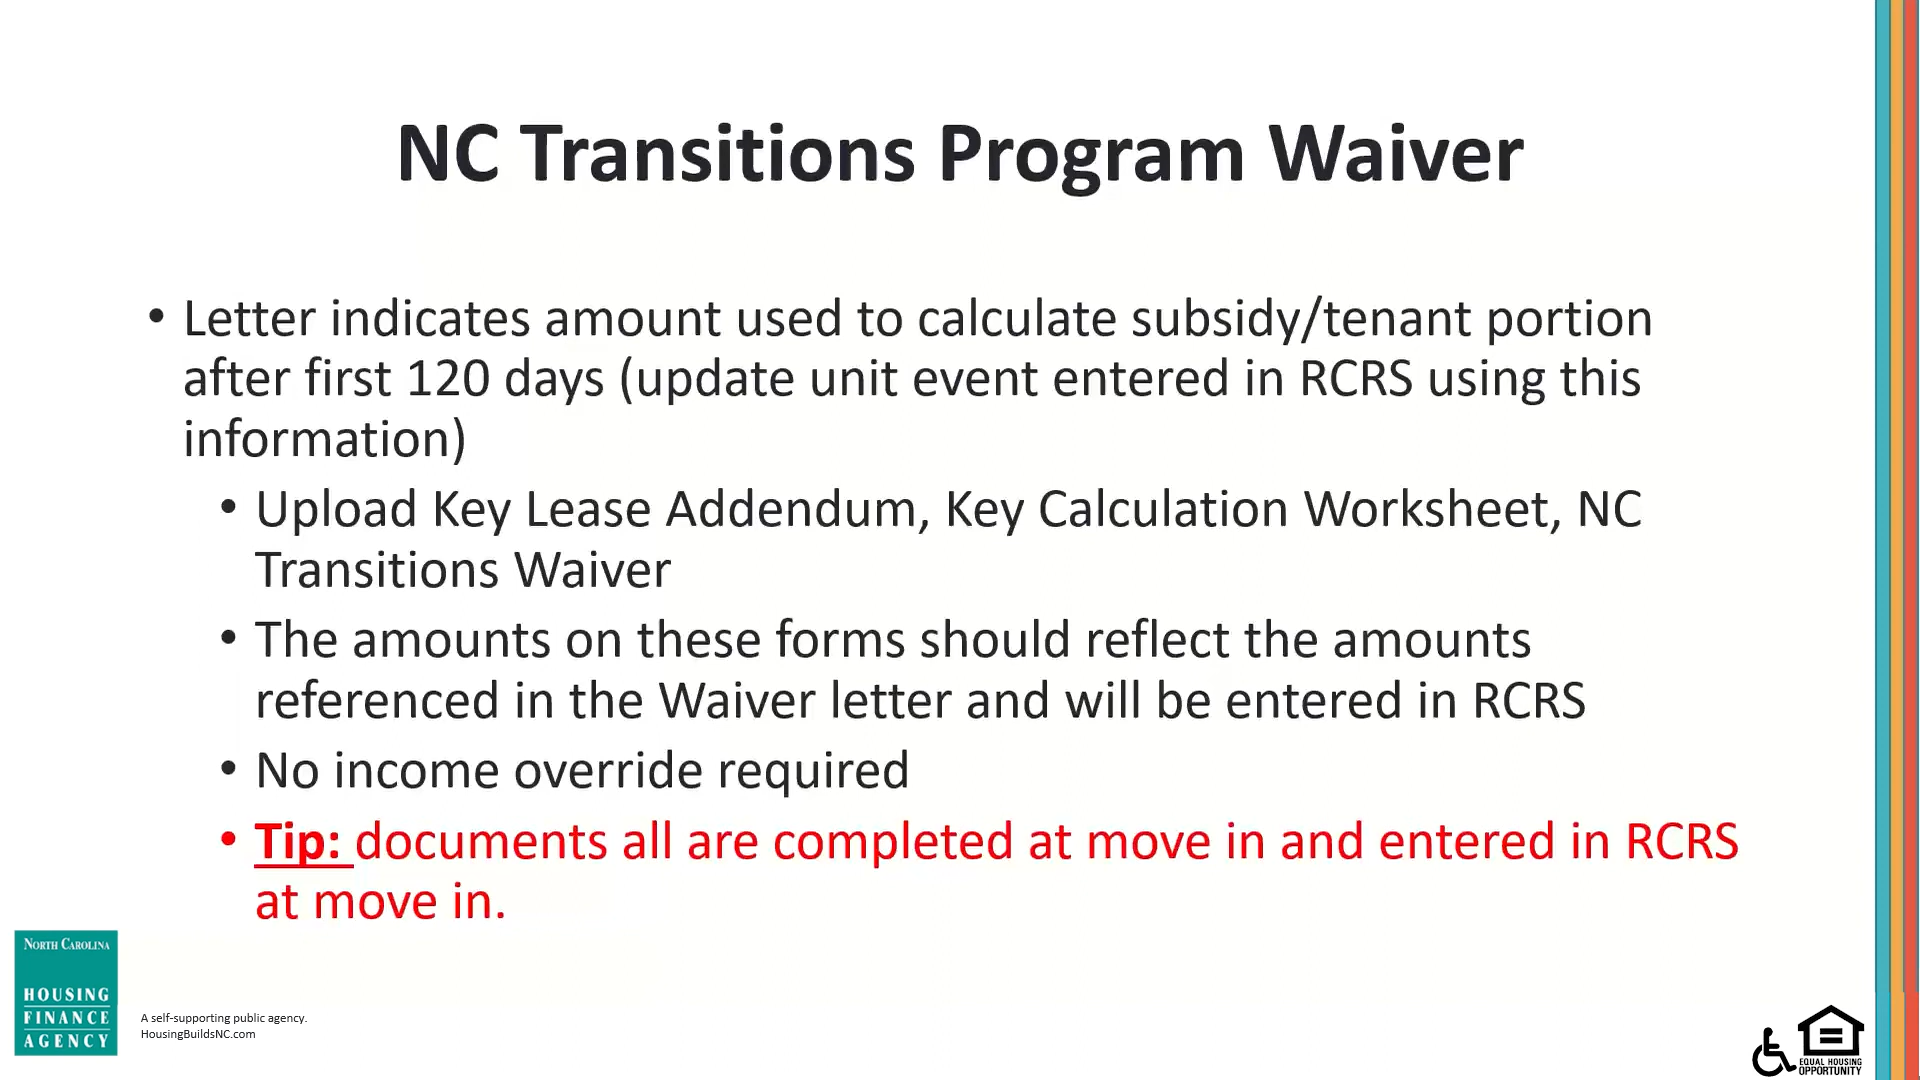 NC Transitions Program Waiver
• Letter indicates amount used to calculate subsidy/tenant portion
after first 120 days (update unit event entered in RCRS using this
information)
• Upload Key Lease Addendum, Key Calculation Worksheet, NC
Transitions Waiver
• The amounts on these forms should reflect the amounts
referenced in the Waiver letter and will be entered in RCRS
• No income override required
• Tip: documents all are completed at move in and entered in RCRS
at move in.
NORTH CAROLINA
HOUSING
FINANCE
AGENCY
A self-supporting public agency.
HousingBuildsNC.com
EQUAL HOUSING
OPPORTUNITY